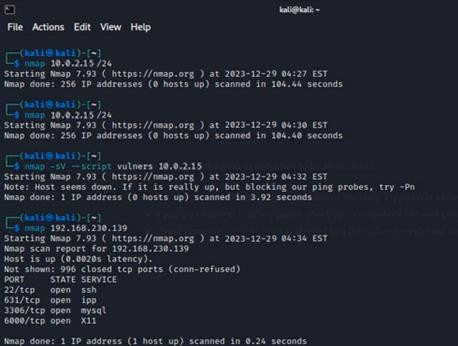 kali@kali: ~
File Actions Edit View Help
┌──(kali㉿kali)-[~]
└─$ nmap 10.0.2.15 /24
Starting Nmap 7.93 ( https://nmap.org ) at 2023-12-29 04:27 EST
Nmap done: 256 IP addresses (0 hosts up) scanned in 104.44 seconds
┌──(kali㉿kali)-[~]
└─$ nmap 10.0.2.15 /24
Starting Nmap 7.93 ( https://nmap.org ) at 2023-12-29 04:30 EST
Nmap done: 256 IP addresses (0 hosts up) scanned in 104.40 seconds
┌──(kali㉿kali)-[~]
└─$ nmap -sV --script vulners 10.0.2.15
Starting Nmap 7.93 ( https://nmap.org ) at 2023-12-29 04:32 EST
Note: Host seems down. If it is really up, but blocking our ping probes, try -Pn
Nmap done: 1 IP address (0 hosts up) scanned in 3.92 seconds
┌──(kali㉿kali)-[~]
└─$ nmap 192.168.230.139
Starting Nmap 7.93 ( https://nmap.org ) at 2023-12-29 04:34 EST
Nmap scan report for 192.168.230.139
Host is up (0.0020s latency).
Not shown: 996 closed tcp ports (conn-refused)
PORT STATE SERVICE
22/tcp open ssh
631/tcp open ipp
3306/tcp open mysql
6000/tcp open X11
Nmap done: 1 IP address (1 host up) scanned in 0.24 seconds